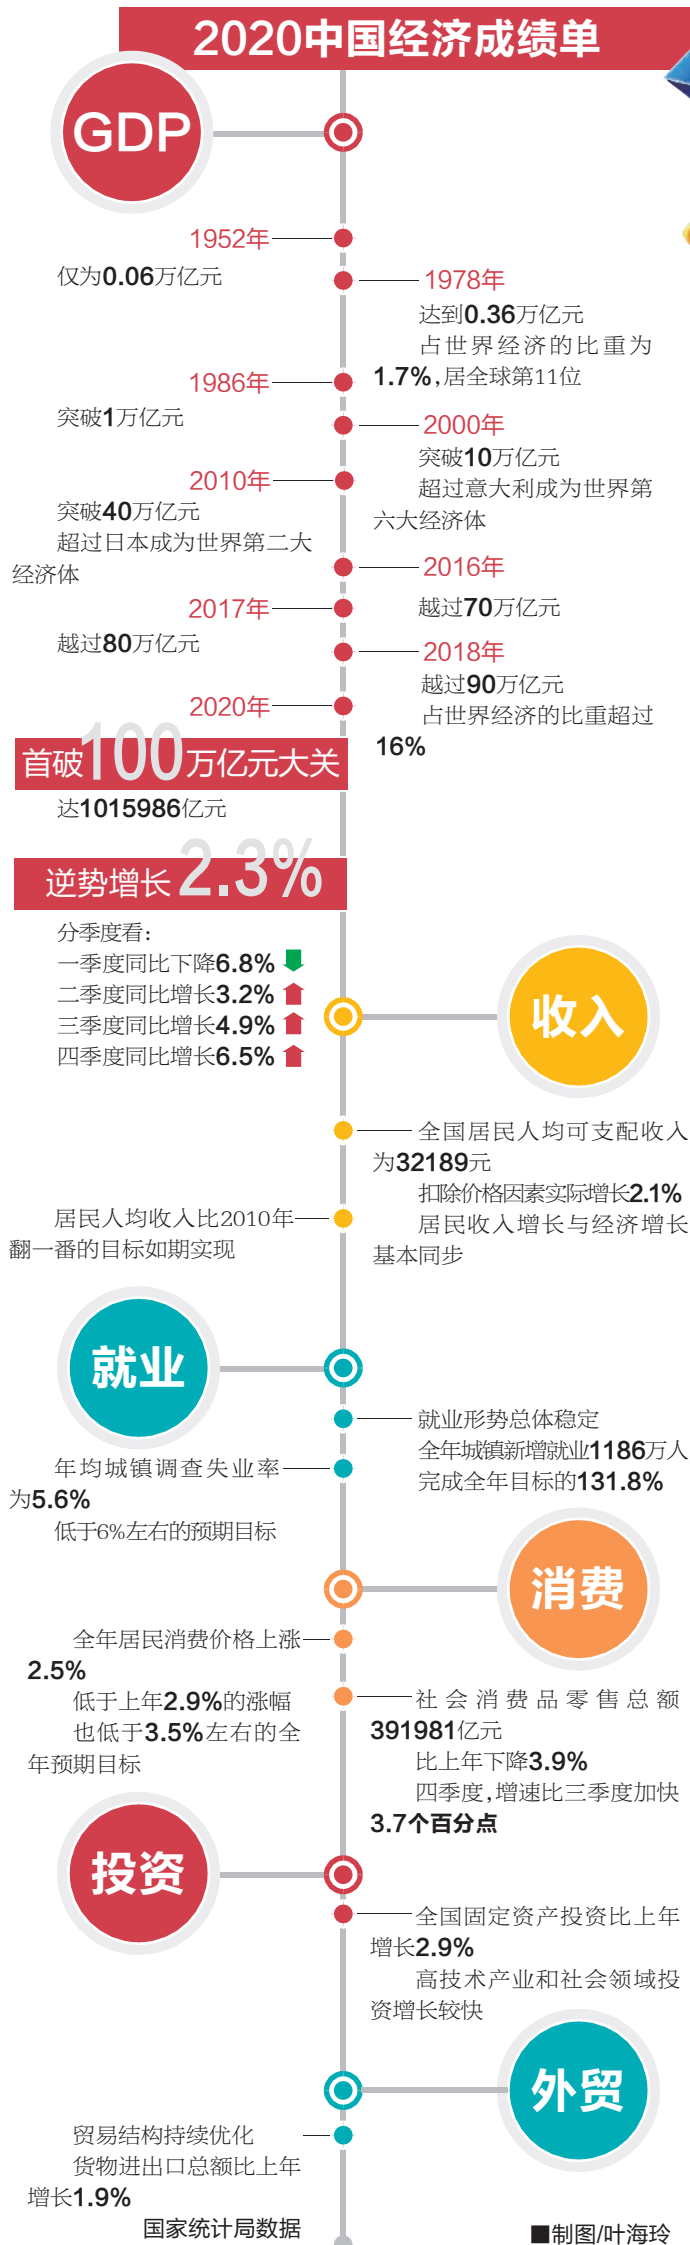 2020中国经济成绩单
GDP
1952年
仅为0.06万亿元
1978年
达到0.36万亿元
占世界经济的比重为
1.7%,居全球第11位
1986年
突破1万亿元
2000年
突破10万亿元
超过意大利成为世界第
六大经济体
2010年
突破40万亿元
超过日本成为世界第二大
经济体
2016年
越过70万亿元
2017年
越过80万亿元
2018年
越过90万亿元
占世界经济的比重超过
16%
2020年
首破100万亿元大关
达1015986亿元
逆势增长2.3%
分季度看:
一季度同比下降6.8%
二季度同比增长3.2%
三季度同比增长4.9%
四季度同比增长6.5%
收入
全国居民人均可支配收入
为32189元
扣除价格因素实际增长2.1%
居民收入增长与经济增长
基本同步
居民人均收入比2010年
翻一番的目标如期实现
就业
就业形势总体稳定
全年城镇新增就业1186万人
完成全年目标的131.8%
年均城镇调查失业率
为5.6%
低于6%左右的预期目标
消费
全年居民消费价格上涨
2.5%
低于上年2.9%的涨幅
也低于3.5%左右的全
年预期目标
社会消费品零售总额
391981亿元
比上年下降3.9%
四季度,增速比三季度加快
3.7个百分点
投资
全国固定资产投资比上年
增长2.9%
高技术产业和社会领域投
资增长较快
外贸
贸易结构持续优化
货物进出口总额比上年
增长1.9%
国家统计局数据
■制图/叶海玲